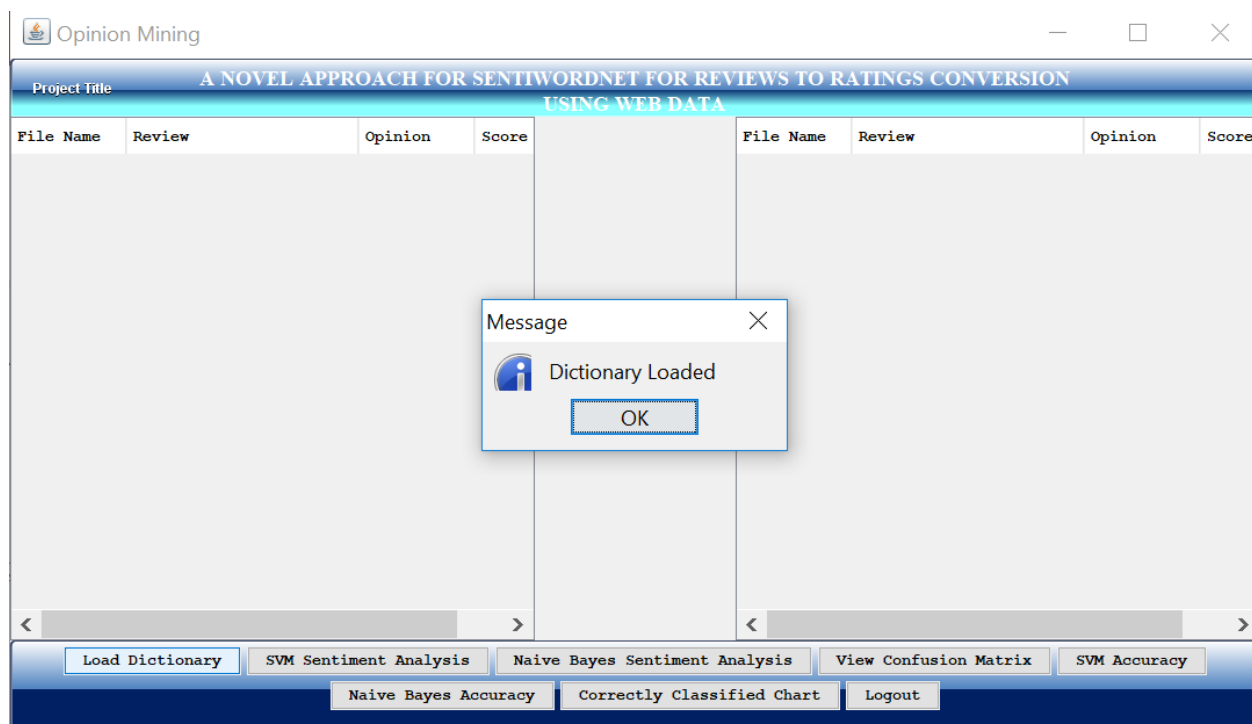 Opinion Mining
Project Title
A NOVEL APPROACH FOR SENTIWORDNET FOR REVIEWS TO RATINGS CONVERSION
USING WEB DATA
File Name Review Opinion Score File Name Review Opinion Score
Message
Dictionary Loaded
OK
Load Dictionary SVM Sentiment Analysis Naive Bayes Sentiment Analysis View Confusion Matrix SVM Accuracy
Naive Bayes Accuracy Correctly Classified Chart Logout